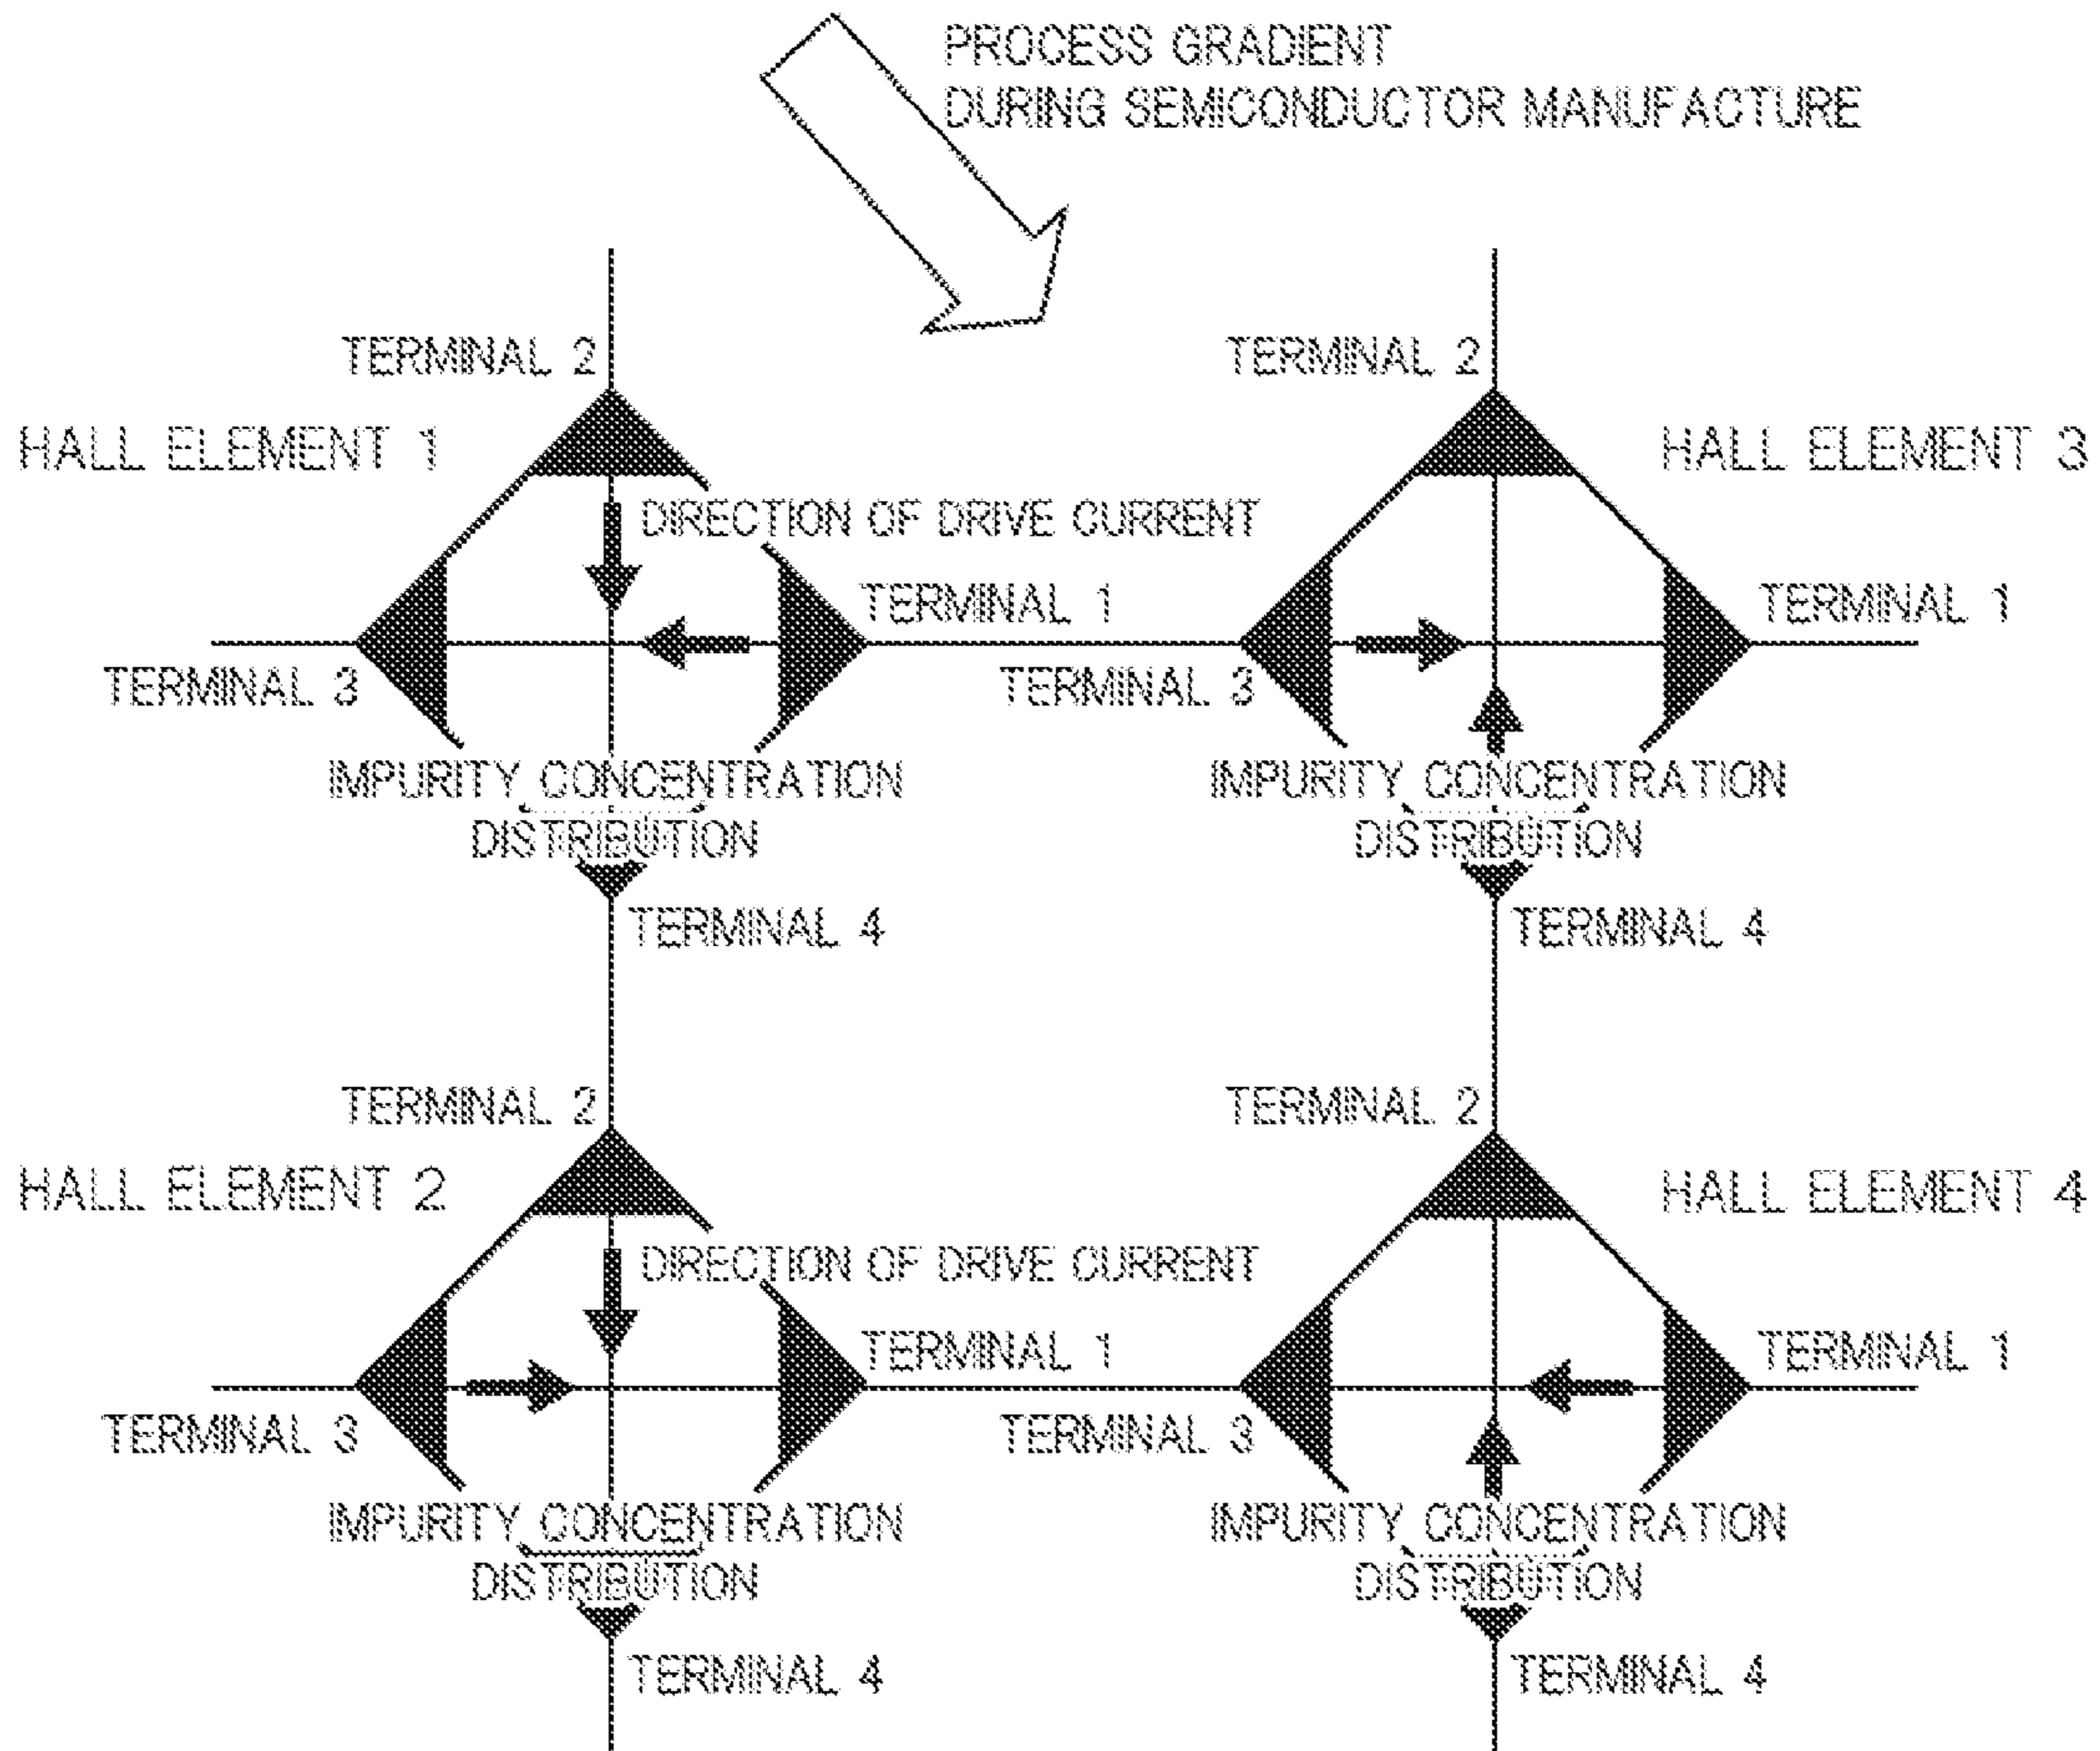 PROCESS GRADIENT
DURING SEMICONDUCTOR MANUFACTURE
TERMINAL 2
TERMINAL 2
HALL ELEMENT 1
HALL ELEMENT 3
DIRECTION OF DRIVE CURRENT
TERMINAL 1
TERMINAL 1
TERMINAL 3
TERMINAL 3
IMPURITY CONCENTRATION
DISTRIBUTION
IMPURITY CONCENTRATION
DISTRIBUTION
TERMINAL 4
TERMINAL 4
TERMINAL 2
TERMINAL 2
HALL ELEMENT 2
HALL ELEMENT 4
DIRECTION OF DRIVE CURRENT
TERMINAL 1
TERMINAL 1
TERMINAL 3
TERMINAL 3
IMPURITY CONCENTRATION
DISTRIBUTION
IMPURITY CONCENTRATION
DISTRIBUTION
TERMINAL 4
TERMINAL 4